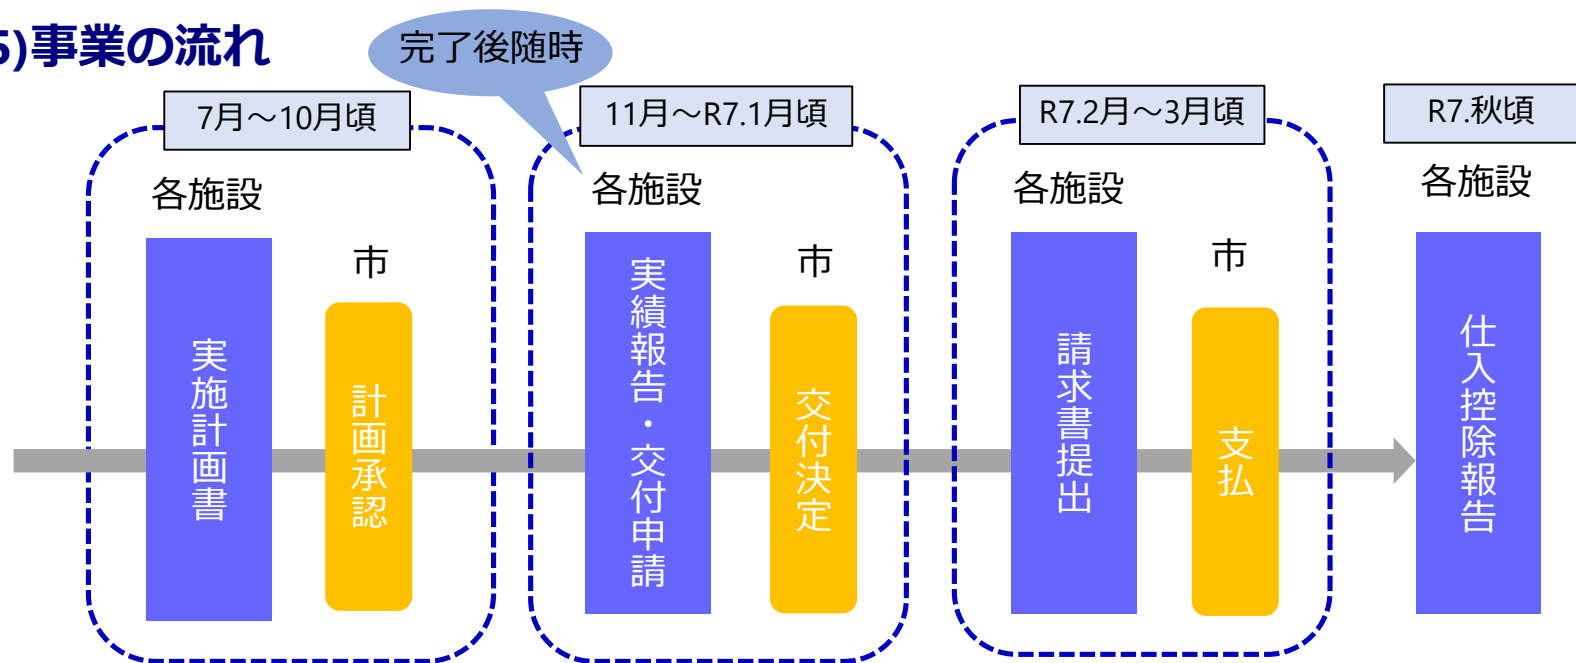 5)事業の流れ
完了後随時
7月～10月頃
各施設
実施計画書
市
計画承認
11月～R7.1月頃
各施設
実績報告・交付申請
市
交付決定
R7.2月～3月頃
各施設
請求書提出
市
支払
R7.秋頃
各施設
仕入控除報告